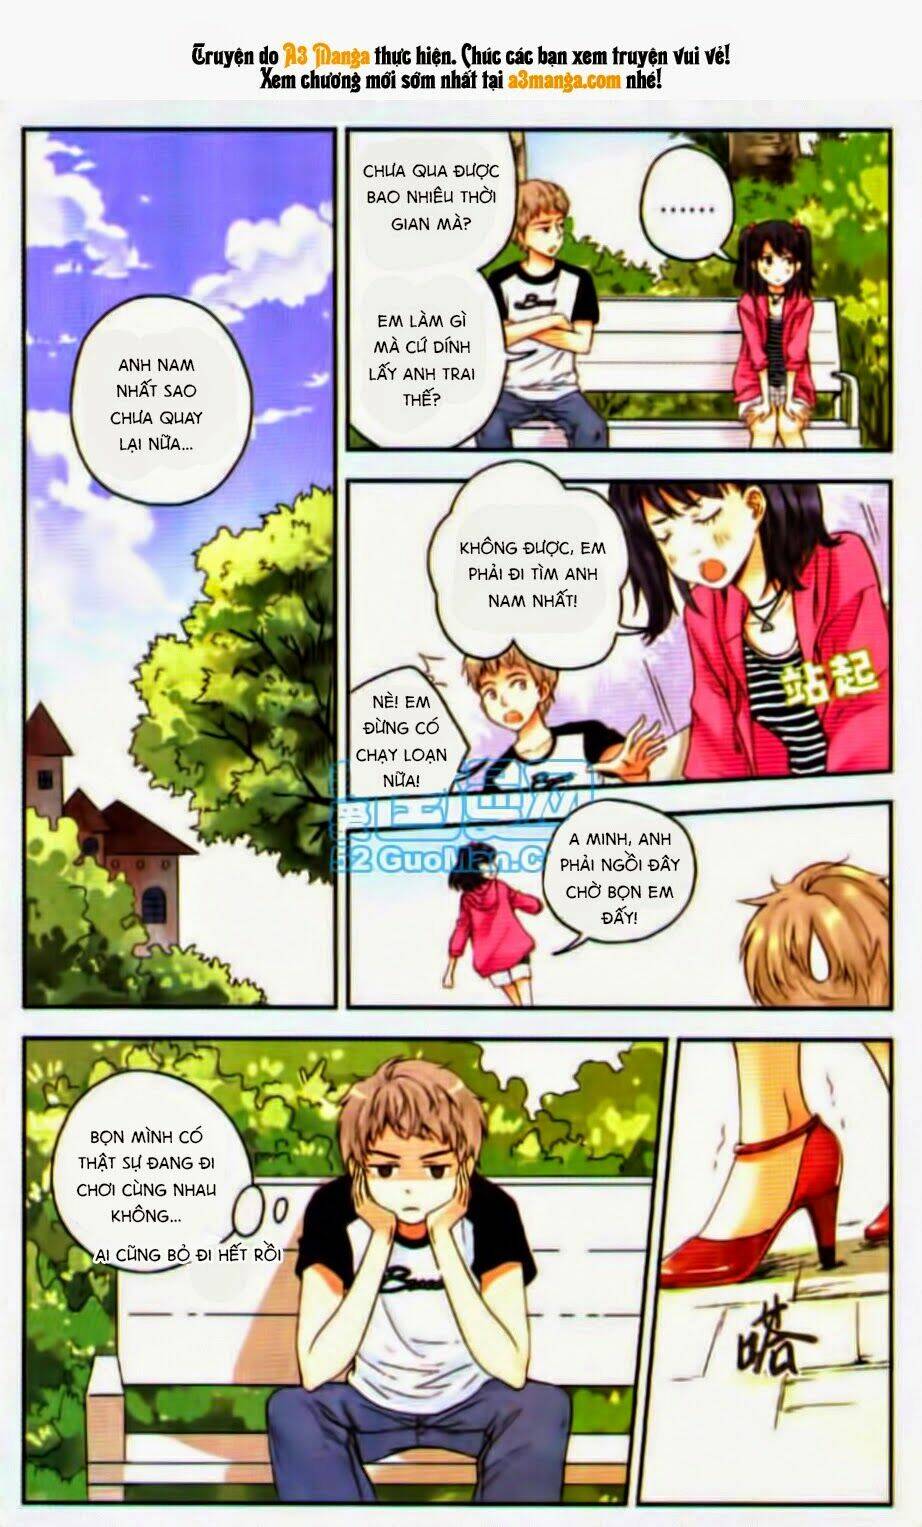 Truyện do A3 Manga thực hiện. Chúc các bạn xem truyện vui vẻ!
Xem chương mới sớm nhất tại a3manga.com nhé!
ANH NAM
NHẤT SAO
CHƯA QUAY
LẠI NỮA...
CHƯA QUA ĐƯỢC
BAO NHIÊU THỜI
GIAN MÀ?
......
EM LÀM GÌ
MÀ CỨ DÍNH
LẤY ANH TRAI
THẾ?
Bacc
KHÔNG ĐƯỢC, EM
PHẢI ĐI TÌM ANH
NAM NHẤT!
站起
NÈ! EM
ĐỪNG CÓ
CHẠY LOẠN
NỮA!
52 GuoMan.C
A MINH, ANH
PHẢI NGỒI ĐÂY
CHỜ BỌN EM
ĐẤY!
BỌN MÌNH CÓ
THẬT SỰ ĐANG ĐI
CHƠI CÙNG NHAU
KHÔNG...
AI CŨNG BỎ ĐI HẾT RỒI
嗒